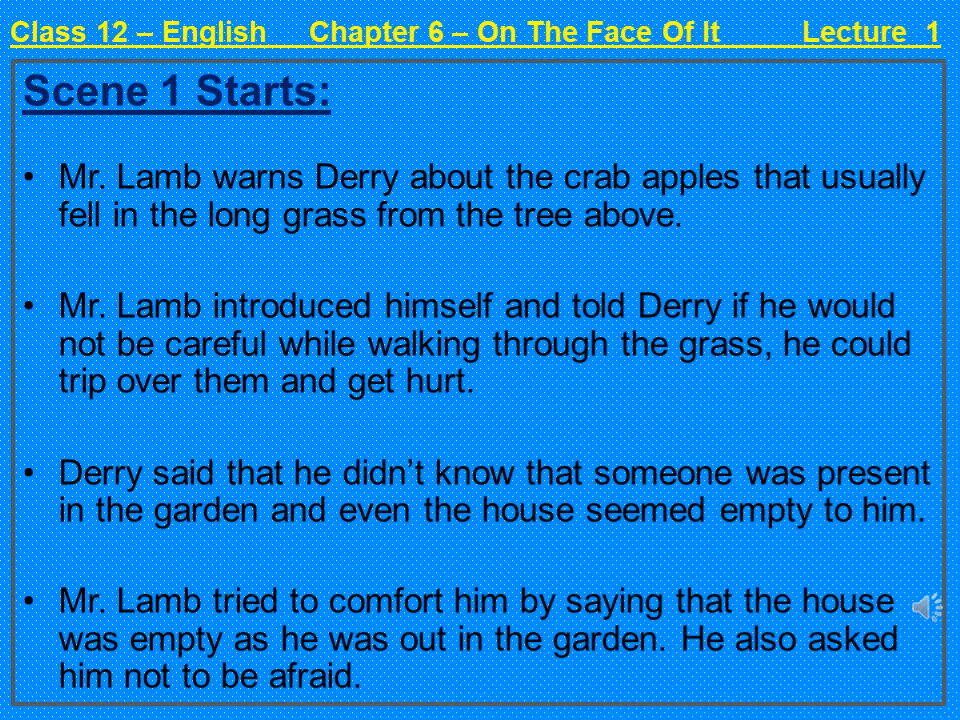 Class 12 – English Chapter 6 – On The Face Of It Lecture 1
Scene 1 Starts:
• Mr. Lamb warns Derry about the crab apples that usually
fell in the long grass from the tree above.
• Mr. Lamb introduced himself and told Derry if he would
not be careful while walking through the grass, he could
trip over them and get hurt.
• Derry said that he didn’t know that someone was present
in the garden and even the house seemed empty to him.
• Mr. Lamb tried to comfort him by saying that the house
was empty as he was out in the garden. He also asked
him not to be afraid.